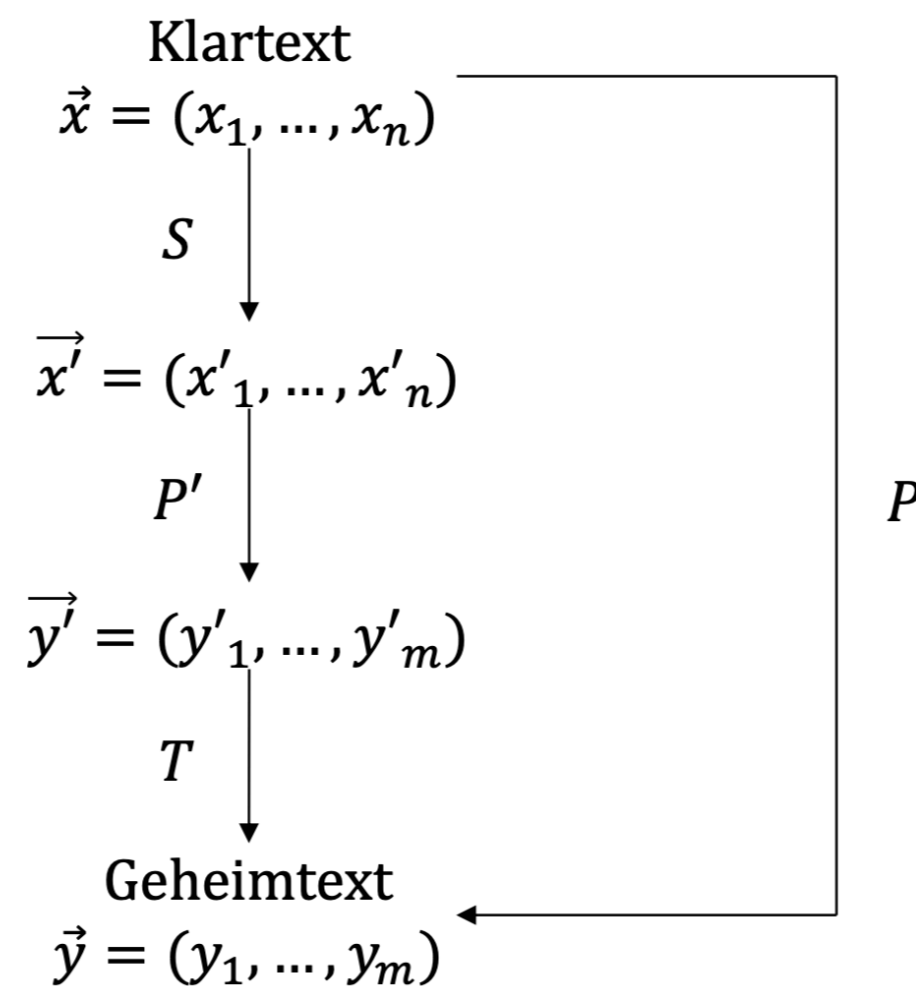 Klartext
x⃗ = (x₁, ..., xₙ)
S
x′⃗ = (x′₁, ..., x′ₙ)
P′
P
y′⃗ = (y′₁, ..., y′ₘ)
T
Geheimtext
y⃗ = (y₁, ..., yₘ)